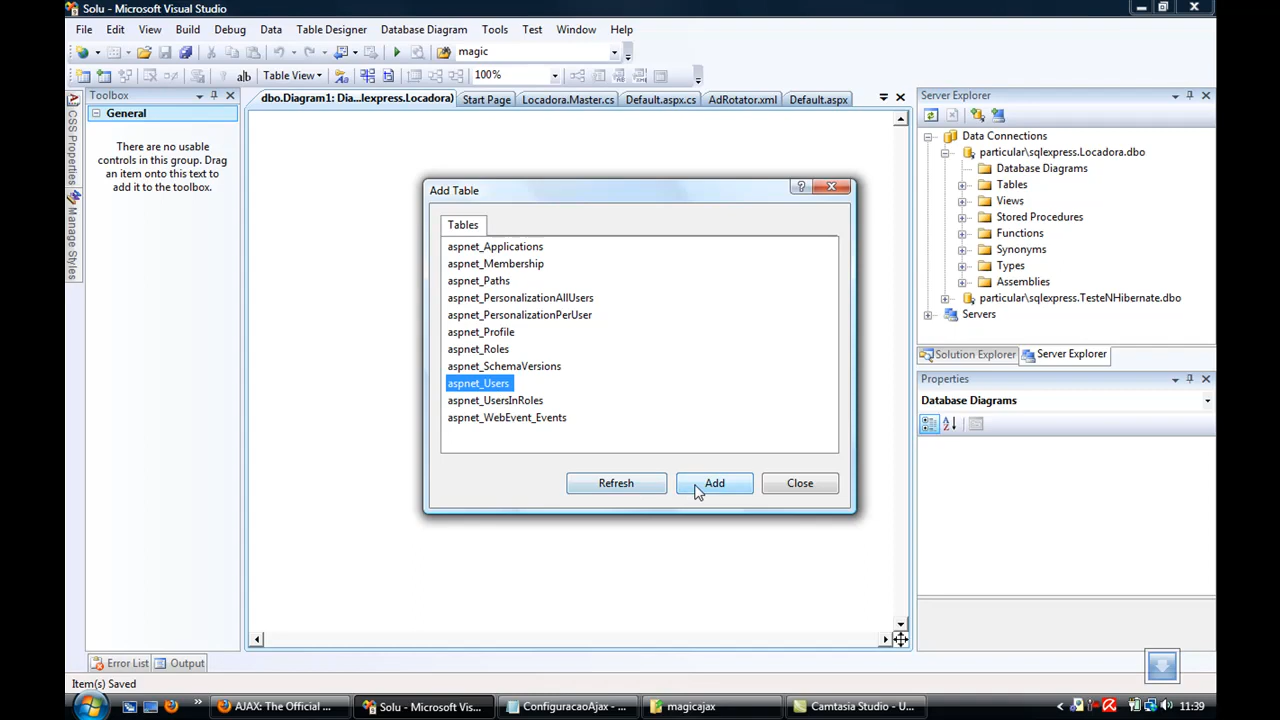 Solu - Microsoft Visual Studio
File Edit View Build Debug Data Table Designer Database Diagram Tools Test Window Help
magic
Table View 100%
Toolbox
dbo.Diagram1: Dia...lexpress.Locadora) Start Page Locadora.Master.cs Default.aspx.cs AdRotator.xml Default.aspx
Server Explorer
CSS Properties
Manage Styles
General
There are no usable
controls in this group. Drag
an item onto this text to
add it to the toolbox.
Add Table
Tables
aspnet_Applications
aspnet_Membership
aspnet_Paths
aspnet_PersonalizationAllUsers
aspnet_PersonalizationPerUser
aspnet_Profile
aspnet_Roles
aspnet_SchemaVersions
aspnet_Users
aspnet_UsersInRoles
aspnet_WebEvent_Events
Refresh Add Close
Data Connections
particular\sqlexpress.Locadora.dbo
Database Diagrams
Tables
Views
Stored Procedures
Functions
Synonyms
Types
Assemblies
particular\sqlexpress.TesteNHibernate.dbo
Servers
Solution Explorer Server Explorer
Properties
Database Diagrams
Error List Output
Item(s) Saved
AJAX: The Official ... Solu - Microsoft Vis... ConfiguracaoAjax - ... magicajax Camtasia Studio - U... 11:39